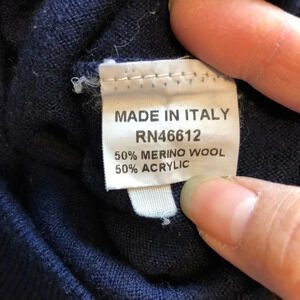 MADE IN ITALY
RN46612
50% MERINO WOOL
50% ACRYLIC